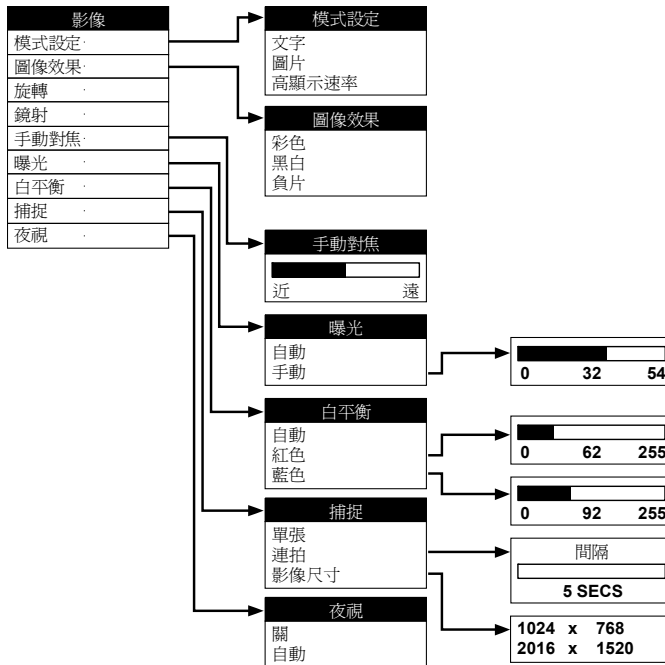 影像
模式設定
圖像效果
旋轉
鏡射
手動對焦
曝光
白平衡
捕捉
夜視
模式設定
文字
圖片
高顯示速率
圖像效果
彩色
黑白
負片
手動對焦
近 遠
曝光
自動
手動
0 32 54
白平衡
自動
紅色
藍色
0 62 255
0 92 255
捕捉
單張
連拍
影像尺寸
間隔
5 SECS
1024 x 768
2016 x 1520
夜視
關
自動